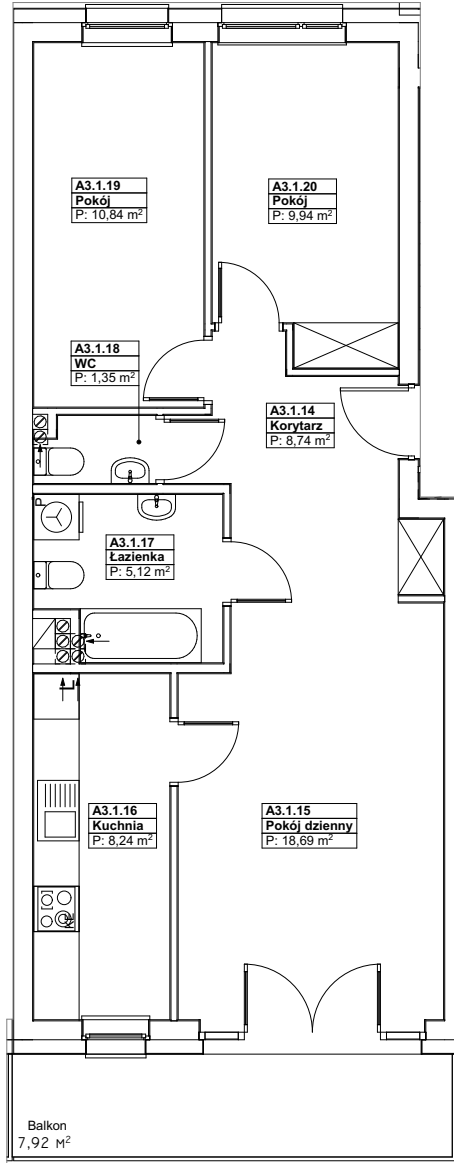 A3.1.19
Pokój
P: 10,84 m²
A3.1.20
Pokój
P: 9,94 m²
A3.1.18
WC
P: 1,35 m²
A3.1.14
Korytarz
P: 8,74 m²
P
A3.1.17
Łazienka
P: 5,12 m²
L
A3.1.16
Kuchnia
P: 8,24 m²
A3.1.15
Pokój dzienny
P: 18,69 m²
KE
Balkon
7,92 M²